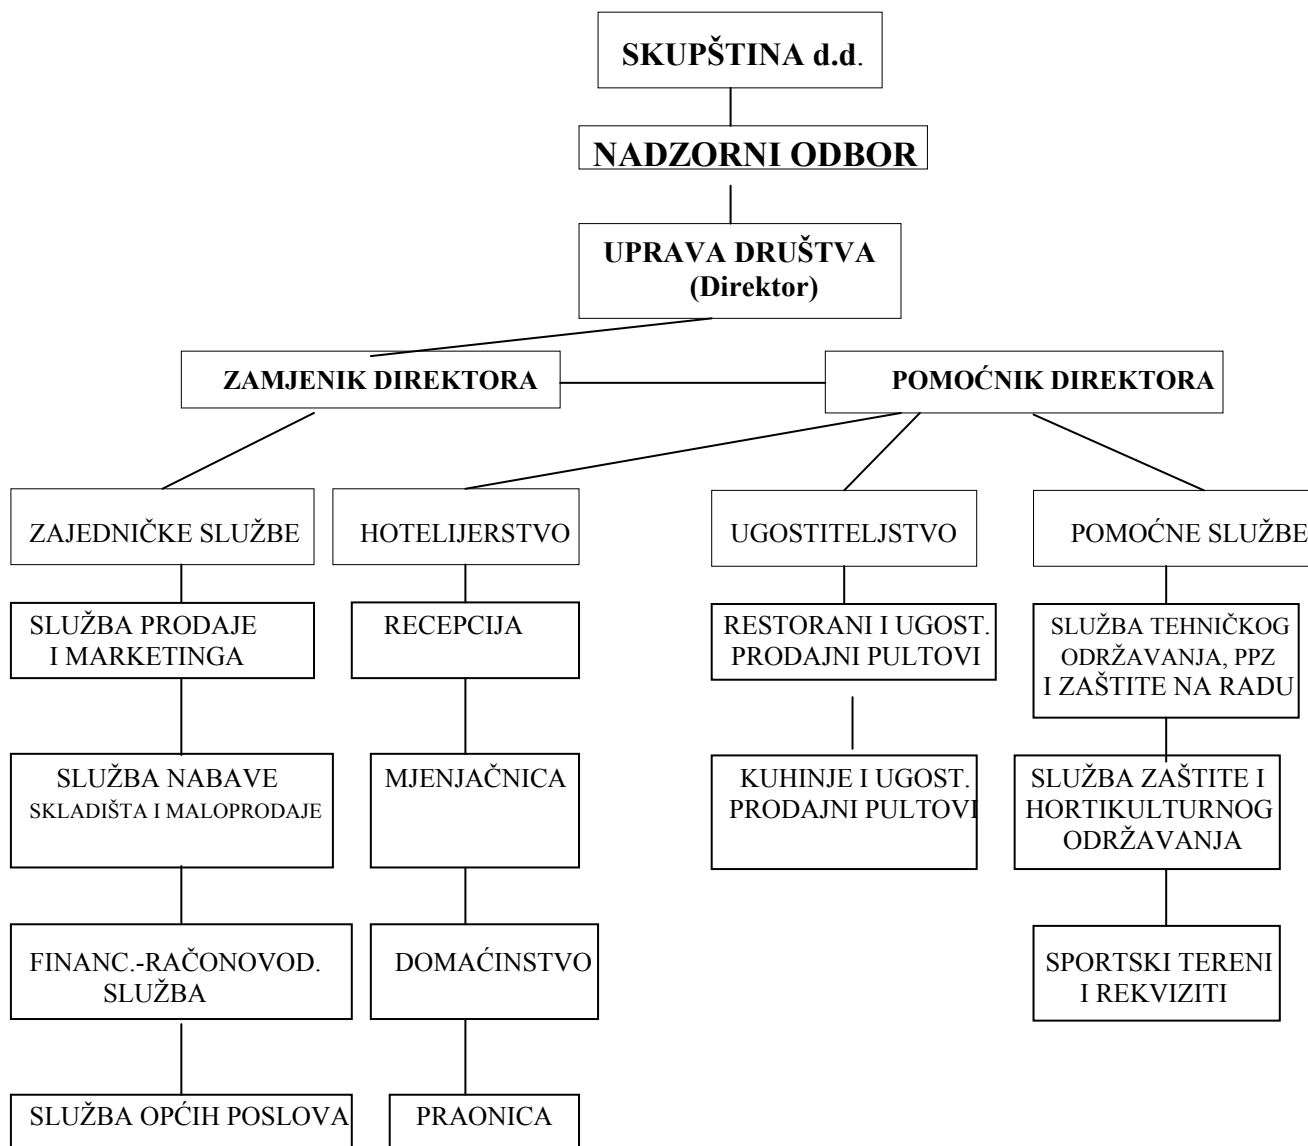 SKUPŠTINA d.d.
NADZORNI ODBOR
UPRAVA DRUŠTVA
(Direktor)
ZAMJENIK DIREKTORA
POMOĆNIK DIREKTORA
ZAJEDNIČKE SLUŽBE
HOTELIJERSTVO
UGOSTITELJSTVO
POMOĆNE SLUŽBE
SLUŽBA PRODAJE
I MARKETINGA
RECEPCIJA
RESTORANI I UGOST.
PRODAJNI PULTOVI
SLUŽBA TEHNIČKOG
ODRŽAVANJA, PPZ
I ZAŠTITE NA RADU
SLUŽBA NABAVE
SKLADIŠTA I MALOPRODAJE
MJENJAČNICA
KUHINJE I UGOST.
PRODAJNI PULTOVI
SLUŽBA ZAŠTITE I
HORTIKULTURNOG
ODRŽAVANJA
FINANC.-RAČONOVOD.
SLUŽBA
DOMAĆINSTVO
SPORTSKI TERENI
I REKVIZITI
SLUŽBA OPĆIH POSLOVA
PRAONICA